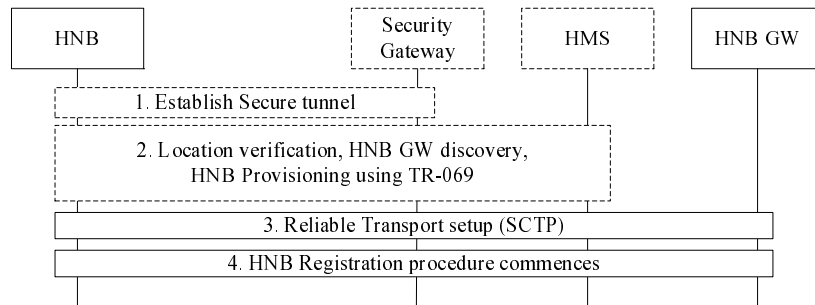 HNB
Security
Gateway
HMS
HNB GW
1. Establish Secure tunnel
2. Location verification, HNB GW discovery,
HNB Provisioning using TR-069
3. Reliable Transport setup (SCTP)
4. HNB Registration procedure commences